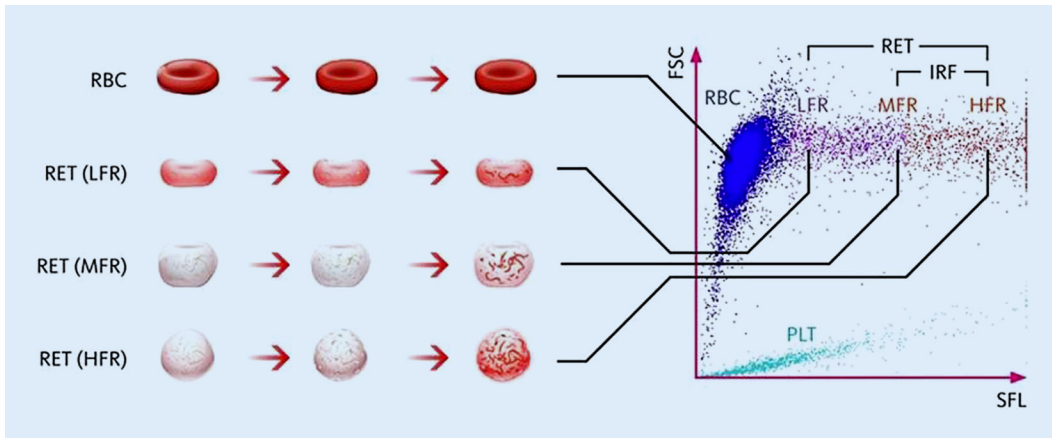 RBC
RET (LFR)
RET (MFR)
RET (HFR)
FSC
RET
IRF
RBC
LFR
MFR
HFR
PLT
SFL